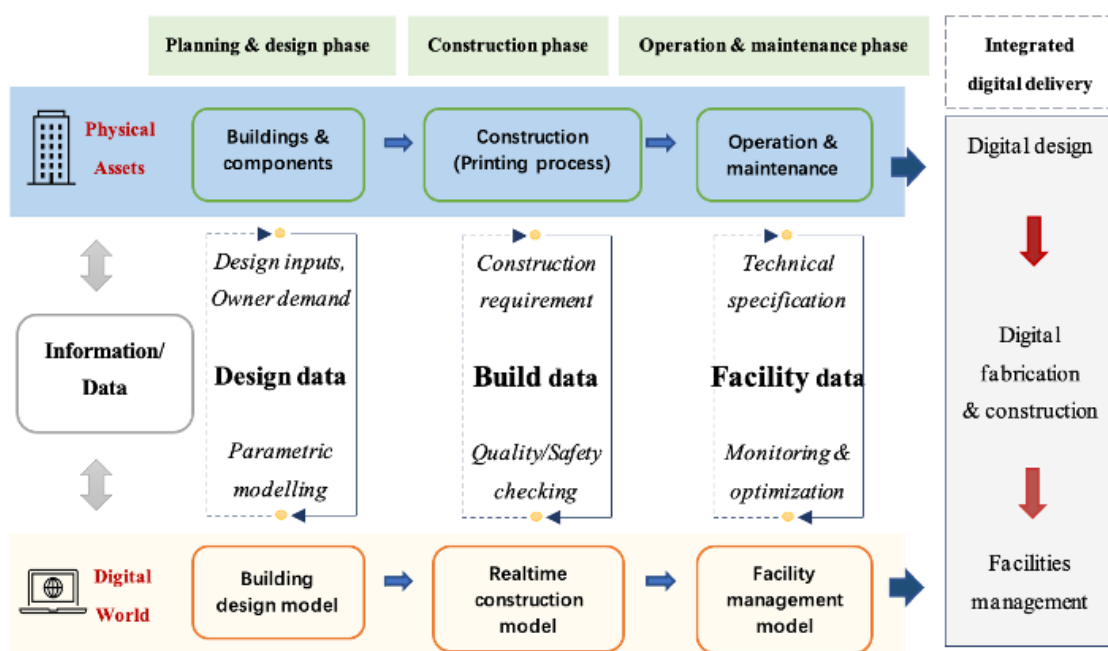 Planning & design phase
Construction phase
Operation & maintenance phase
Integrated
digital delivery
Physical
Assets
Buildings &
components
Construction
(Printing process)
Operation &
maintenance
Digital design
Design inputs,
Owner demand
Construction
requirement
Technical
specification
Information/
Data
Design data
Build data
Facility data
Digital
fabrication
& construction
Parametric
modelling
Quality/Safety
checking
Monitoring &
optimization
Digital
World
Building
design model
Realtime
construction
model
Facility
management
model
Facilities
management